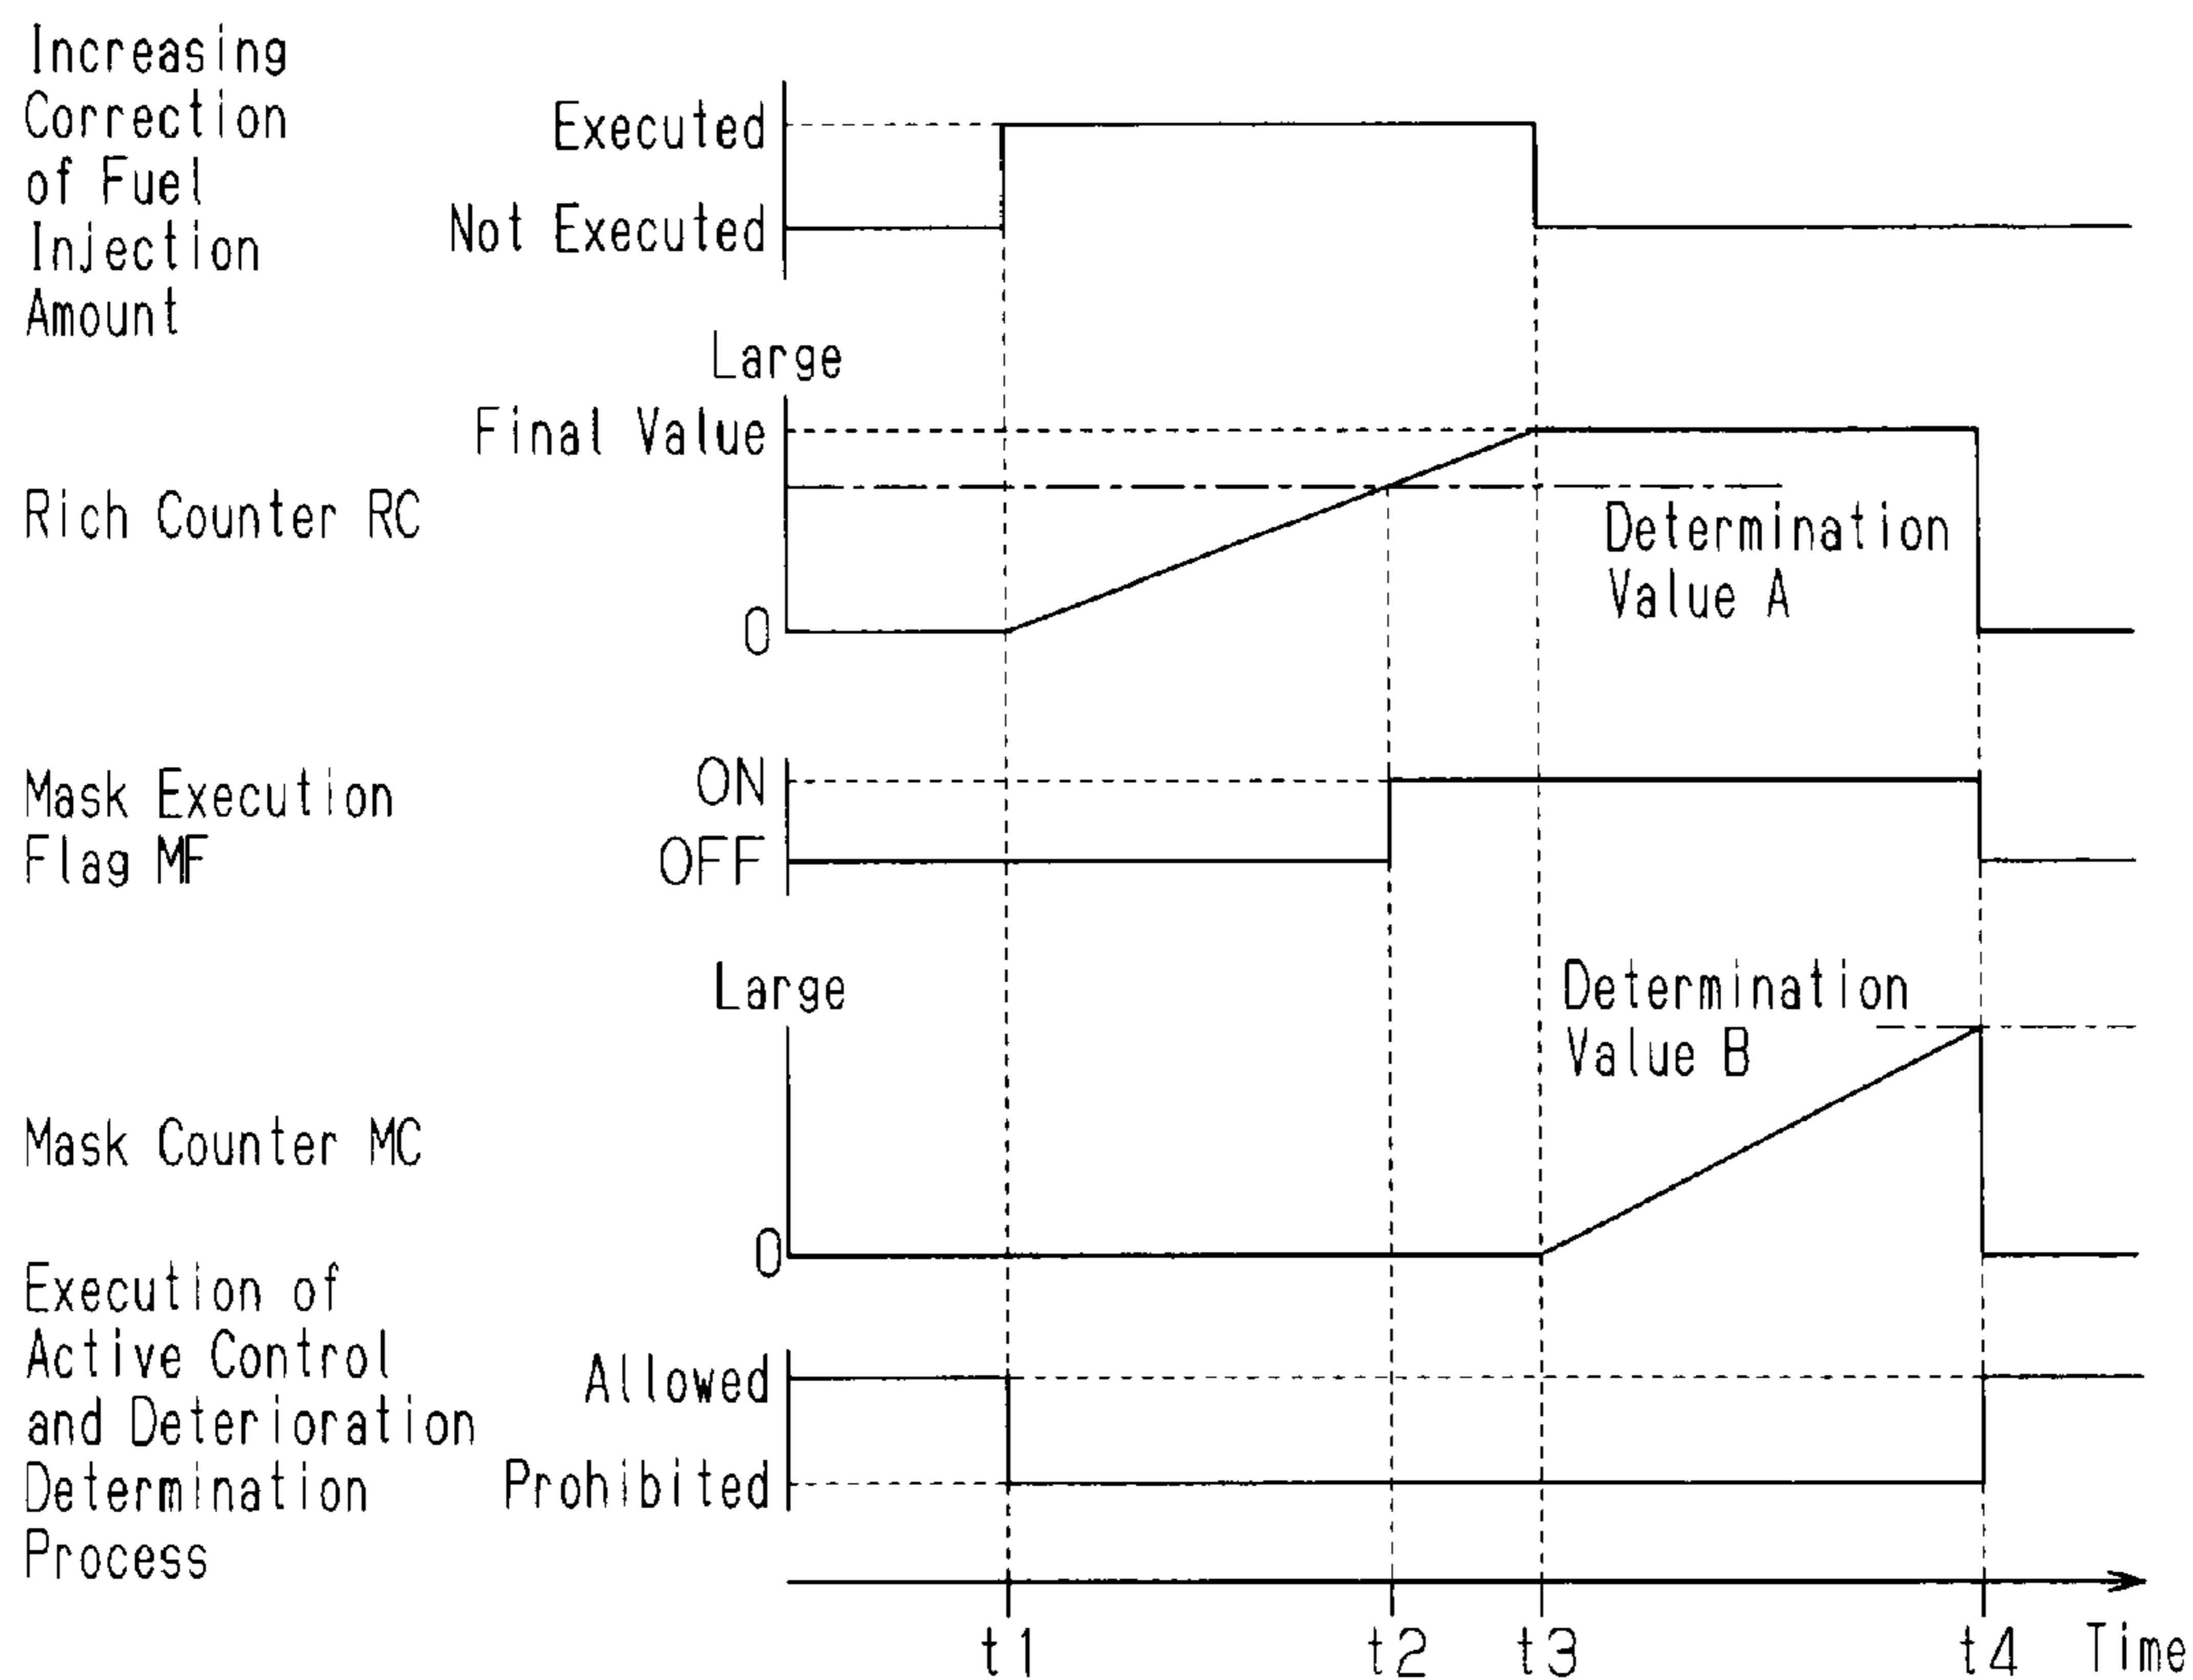 Increasing
Correction
of Fuel
Injection
Amount
Executed
Not Executed
Large
Final Value
Rich Counter RC
0
Determination
Value A
Mask Execution
Flag MF
ON
OFF
Large
Determination
Value B
Mask Counter MC
0
Execution of
Active Control
and Deterioration
Determination
Process
Allowed
Prohibited
t1
t2
t3
t4
Time